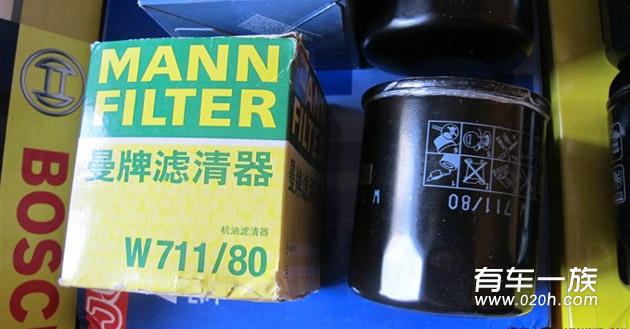 MANN
FILTER
曼牌滤清器
机油滤清器
W 711/80
BOSCH
711/80
有车一族
www.020h.com